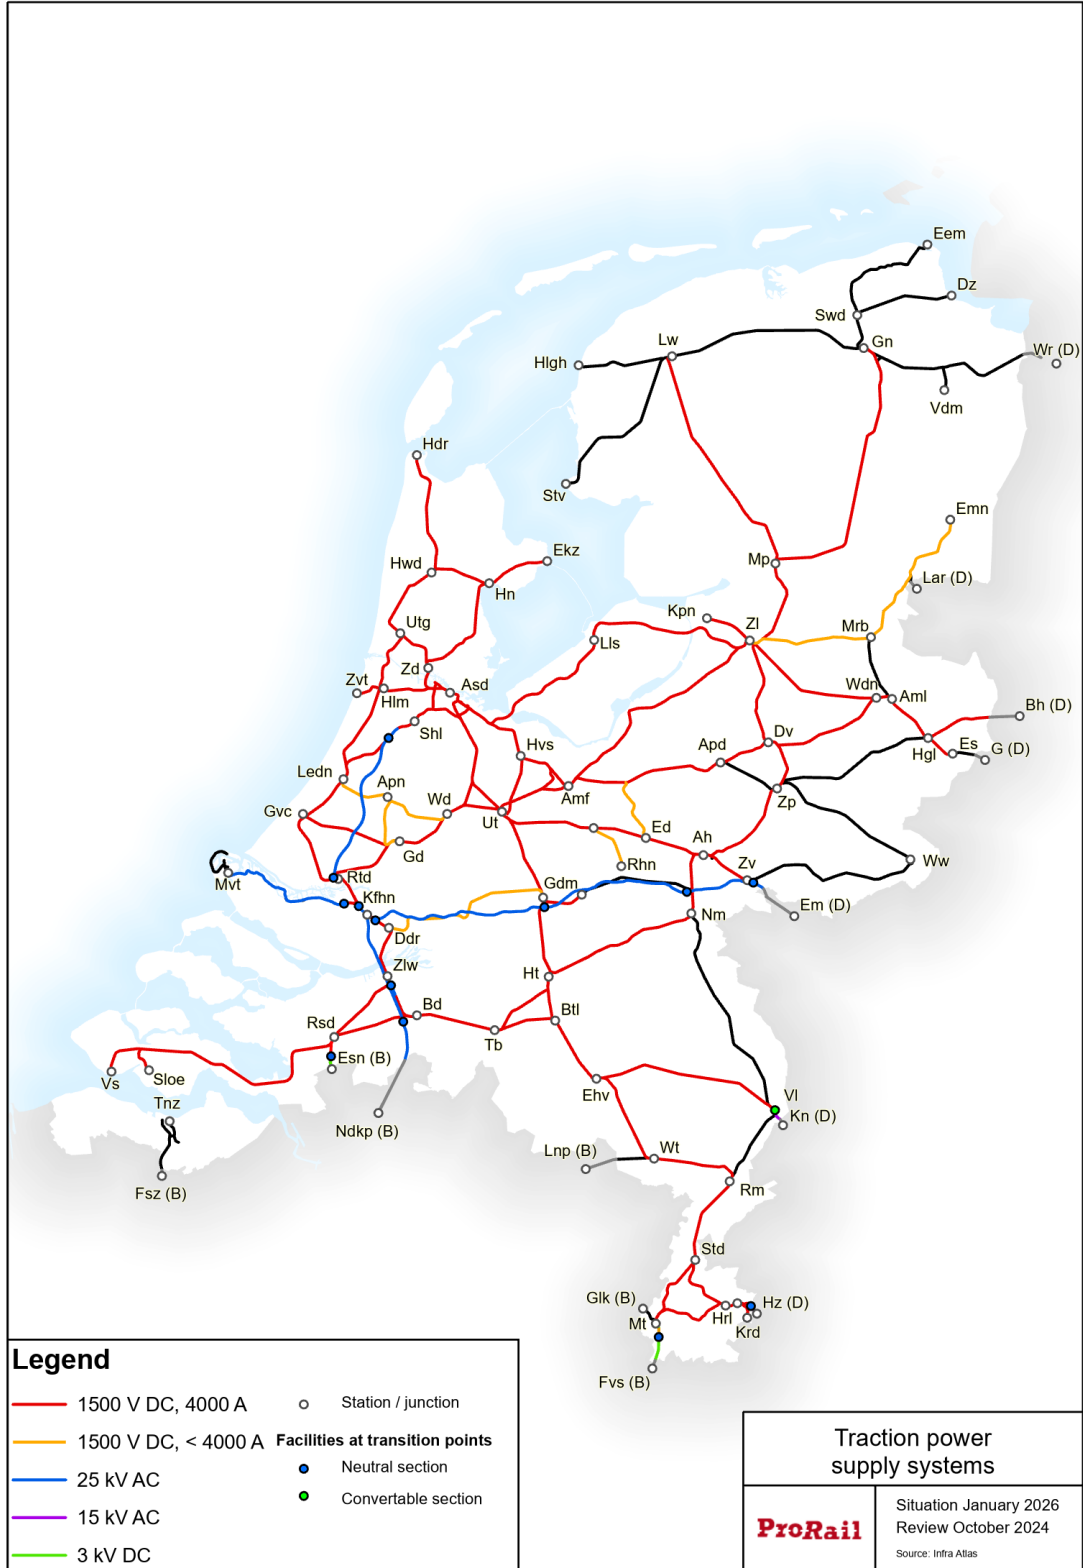 Eem
Dz
Swd
Gn
Lw
Hlgh
Wr (D)
Vdm
Hdr
Stv
Emn
Ekz
Hwd
Mp
Lar (D)
Hn
Kpn
Utg
Zl
Mrb
Lls
Zd
Zvt
Asd
Hlm
Wdn
Aml
Bh (D)
Shl
Hvs
Apd
Dv
Hgl
Es
G (D)
Ledn
Apn
Amf
Zp
Gvc
Wd
Ut
Gd
Ed
Ah
Rhn
Zv
Ww
Mvt
Rtd
Kfhn
Gdm
Em (D)
Nm
Ddr
Zlw
Ht
Bd
Btl
Rsd
Tb
Esn (B)
Vs
Sloe
Ehv
Vl
Tnz
Kn (D)
Ndkp (B)
Lnp (B)
Wt
Fsz (B)
Rm
Std
Glk (B)
Hz (D)
Mt
Hrl
Krd
Fvs (B)
Legend
1500 V DC, 4000 A
1500 V DC, < 4000 A
25 kV AC
15 kV AC
3 kV DC
Station / junction
Facilities at transition points
Neutral section
Convertable section
Traction power
supply systems
ProRail
Situation January 2026
Review October 2024
Source: Infra Atlas